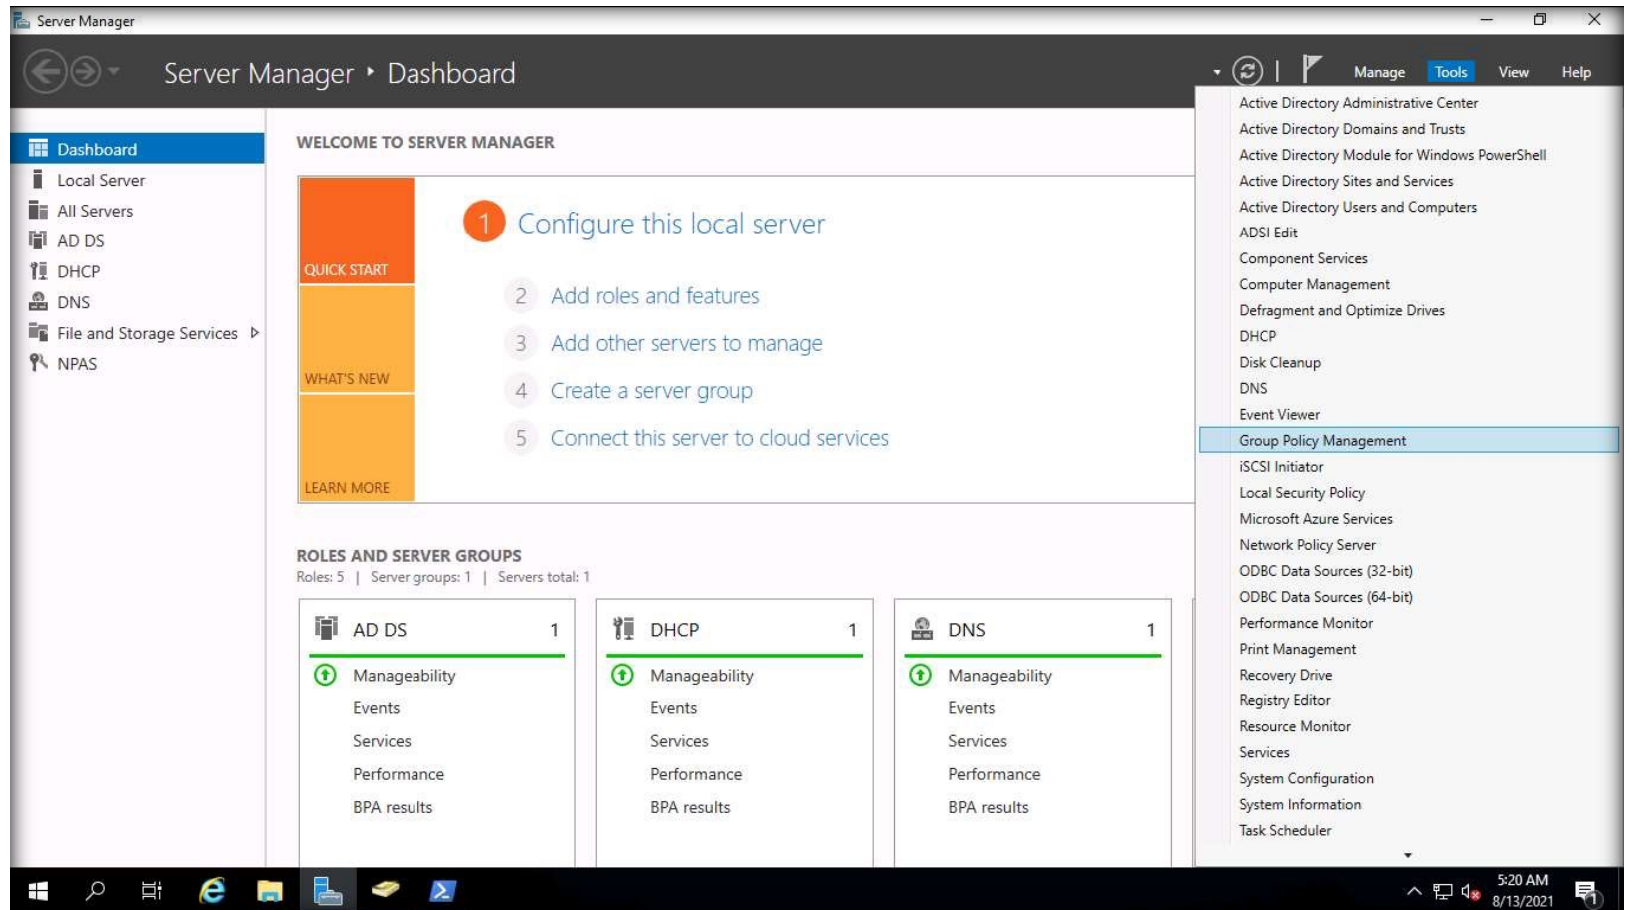 Server Manager
Server Manager • Dashboard
Manage Tools View Help
Dashboard
Local Server
All Servers
AD DS
DHCP
DNS
File and Storage Services
NPAS
WELCOME TO SERVER MANAGER
QUICK START
WHAT'S NEW
LEARN MORE
1 Configure this local server
2 Add roles and features
3 Add other servers to manage
4 Create a server group
5 Connect this server to cloud services
ROLES AND SERVER GROUPS
Roles: 5 | Server groups: 1 | Servers total: 1
AD DS 1
Manageability
Events
Services
Performance
BPA results
DHCP 1
Manageability
Events
Services
Performance
BPA results
DNS 1
Manageability
Events
Services
Performance
BPA results
Active Directory Administrative Center
Active Directory Domains and Trusts
Active Directory Module for Windows PowerShell
Active Directory Sites and Services
Active Directory Users and Computers
ADSI Edit
Component Services
Computer Management
Defragment and Optimize Drives
DHCP
Disk Cleanup
DNS
Event Viewer
Group Policy Management
iSCSI Initiator
Local Security Policy
Microsoft Azure Services
Network Policy Server
ODBC Data Sources (32-bit)
ODBC Data Sources (64-bit)
Performance Monitor
Print Management
Recovery Drive
Registry Editor
Resource Monitor
Services
System Configuration
System Information
Task Scheduler
5:20 AM
8/13/2021
1